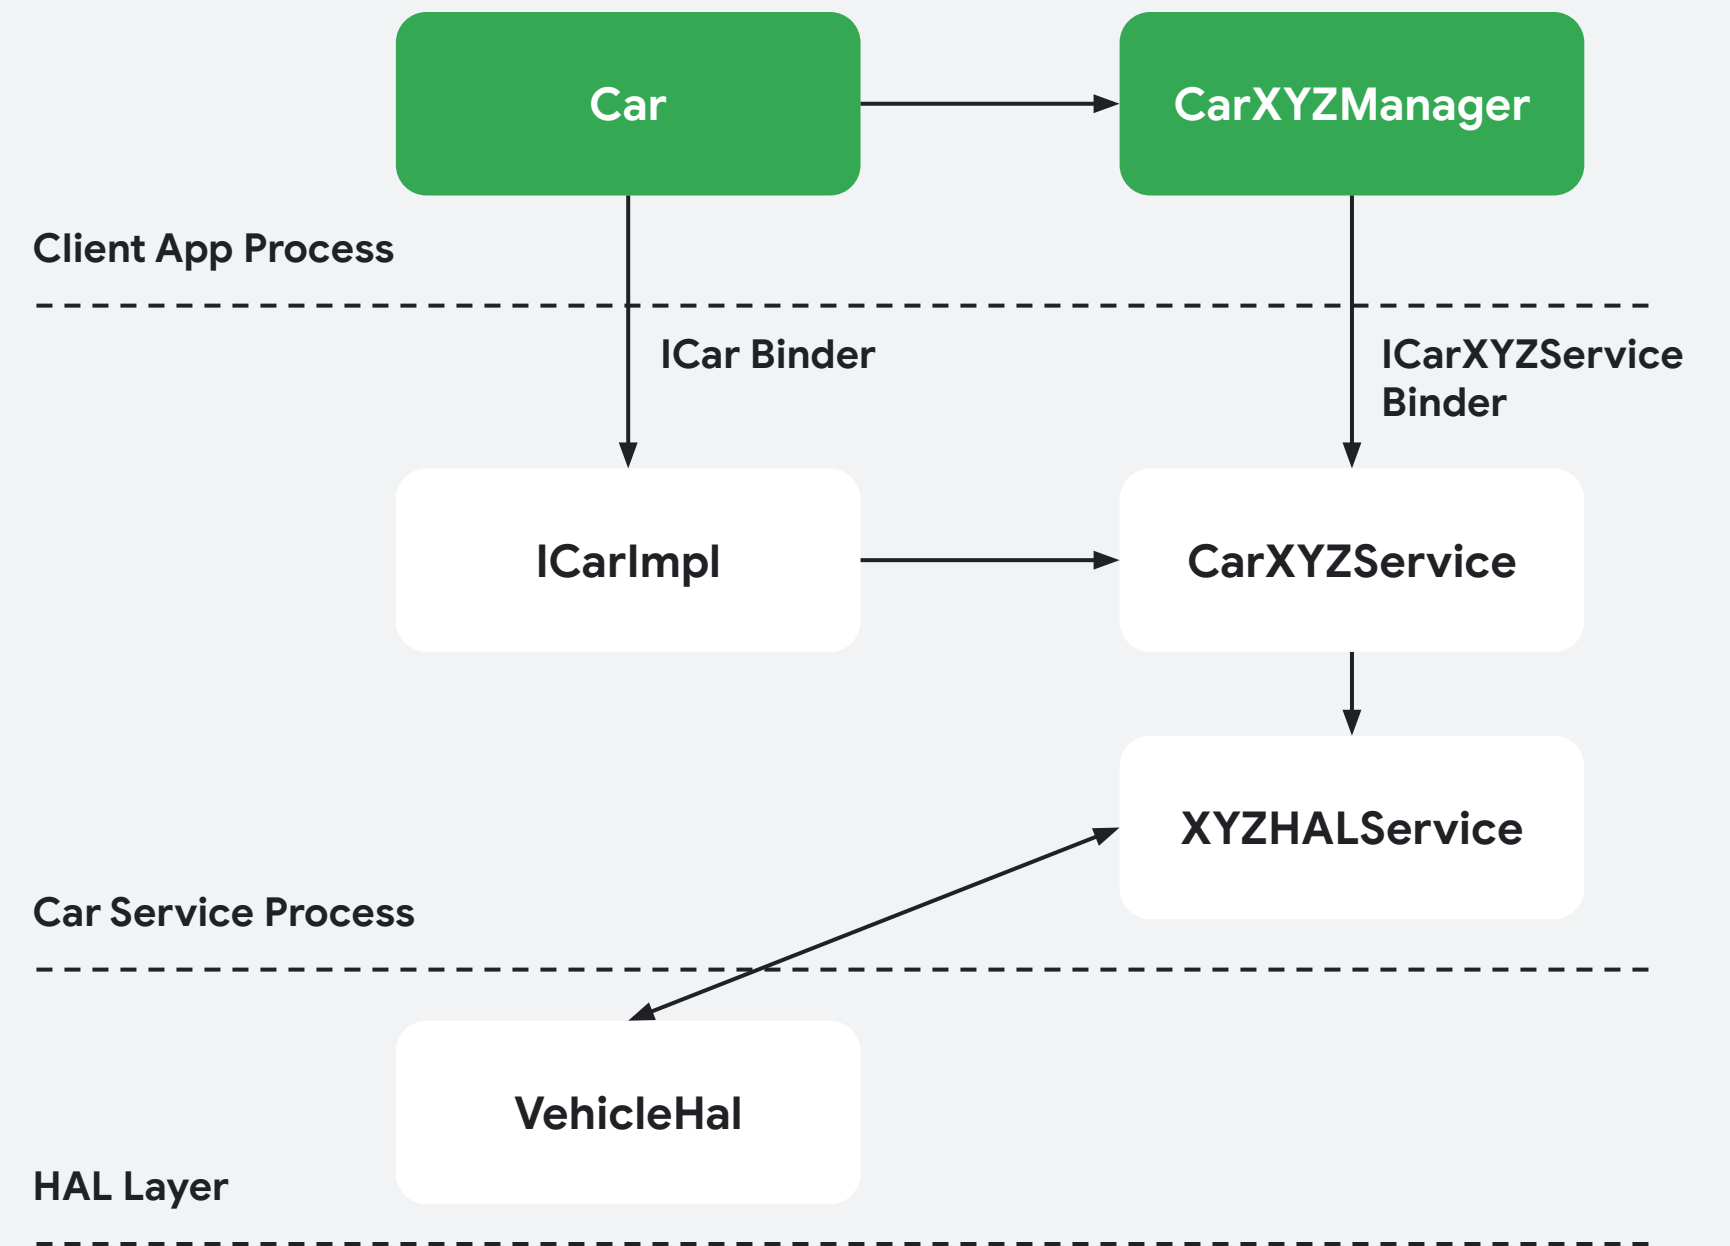 Car
CarXYZManager
Client App Process
ICar Binder
ICarXYZService
Binder
ICarImpl
CarXYZService
XYZHALService
Car Service Process
VehicleHal
HAL Layer